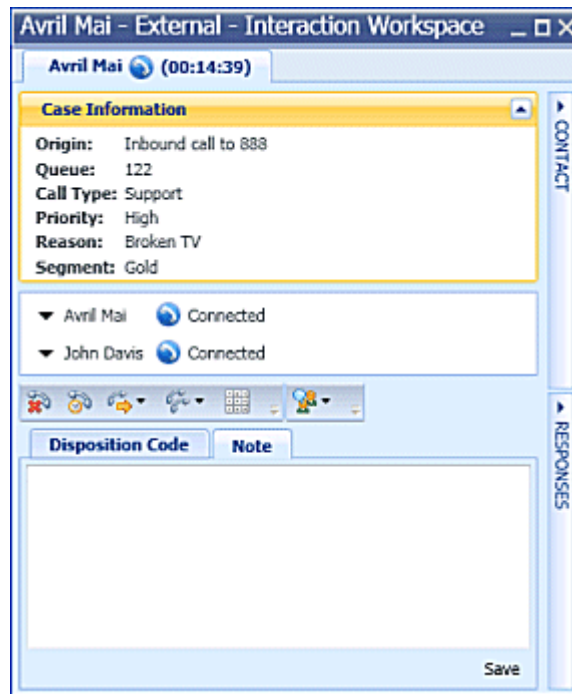 Avril Mai - External - Interaction Workspace
Avril Mai (00:14:39)
Case Information
Origin: Inbound call to 888
Queue: 122
Call Type: Support
Priority: High
Reason: Broken TV
Segment: Gold
Avril Mai Connected
John Davis Connected
Disposition Code Note
Save
CONTACT
RESPONSES